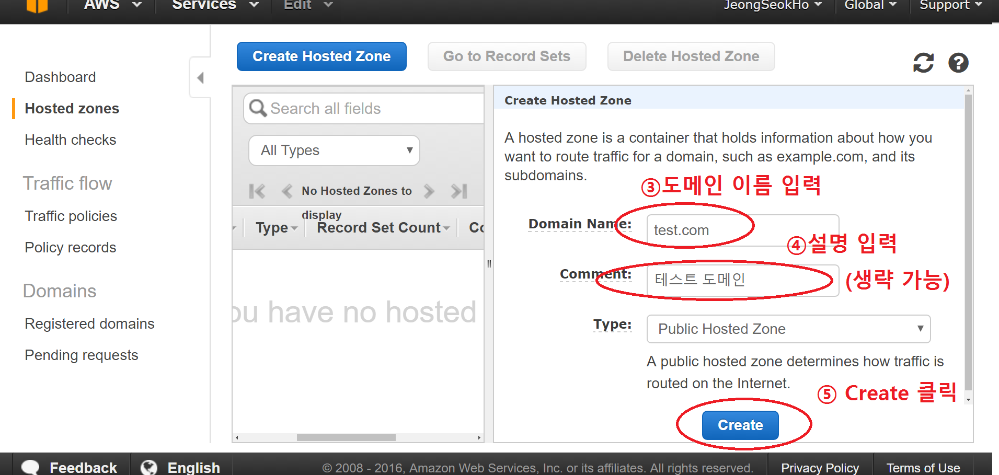 AWS Services Edit JeongSeokHo Global Support
Create Hosted Zone Go to Record Sets Delete Hosted Zone
Dashboard
Hosted zones
Health checks
Traffic flow
Traffic policies
Policy records
Domains
Registered domains
Pending requests
Search all fields
All Types
No Hosted Zones to
display
Type Record Set Count Co
ou have no hosted
Create Hosted Zone
A hosted zone is a container that holds information about how you
want to route traffic for a domain, such as example.com, and its
subdomains.
③도메인 이름 입력
Domain Name: test.com
④설명 입력
Comment: 테스트 도메인
(생략 가능)
Type: Public Hosted Zone
A public hosted zone determines how traffic is
routed on the Internet.
⑤ Create 클릭
Create
Feedback English © 2008 - 2016, Amazon Web Services, Inc. or its affiliates. All rights reserved. Privacy Policy Terms of Use